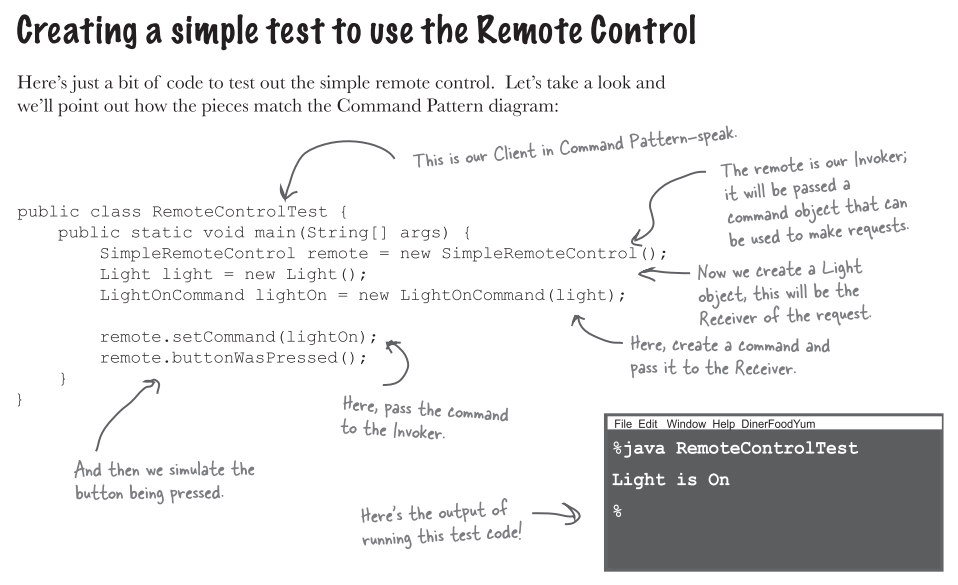 Creating a simple test to use the Remote Control
Here's just a bit of code to test out the simple remote control. Let's take a look and
we'll point out how the pieces match the Command Pattern diagram:
This is our Client in Command Pattern-speak.
The remote is our Invoker;
it will be passed a
command object that can
be used to make requests.
public class RemoteControlTest {
public static void main(String[] args) {
SimpleRemoteControl remote = new SimpleRemoteControl();
Light light = new Light();
LightOnCommand lightOn = new LightOnCommand(light);
Now we create a Light
object, this will be the
Receiver of the request.
remote.setCommand(lightOn);
remote.buttonWasPressed();
}
}
Here, create a command and
pass it to the Receiver.
Here, pass the command
to the Invoker.
And then we simulate the
button being pressed.
File Edit Window Help DinerFoodYum
%java RemoteControlTest
Light is On
%
Here's the output of
running this test code!